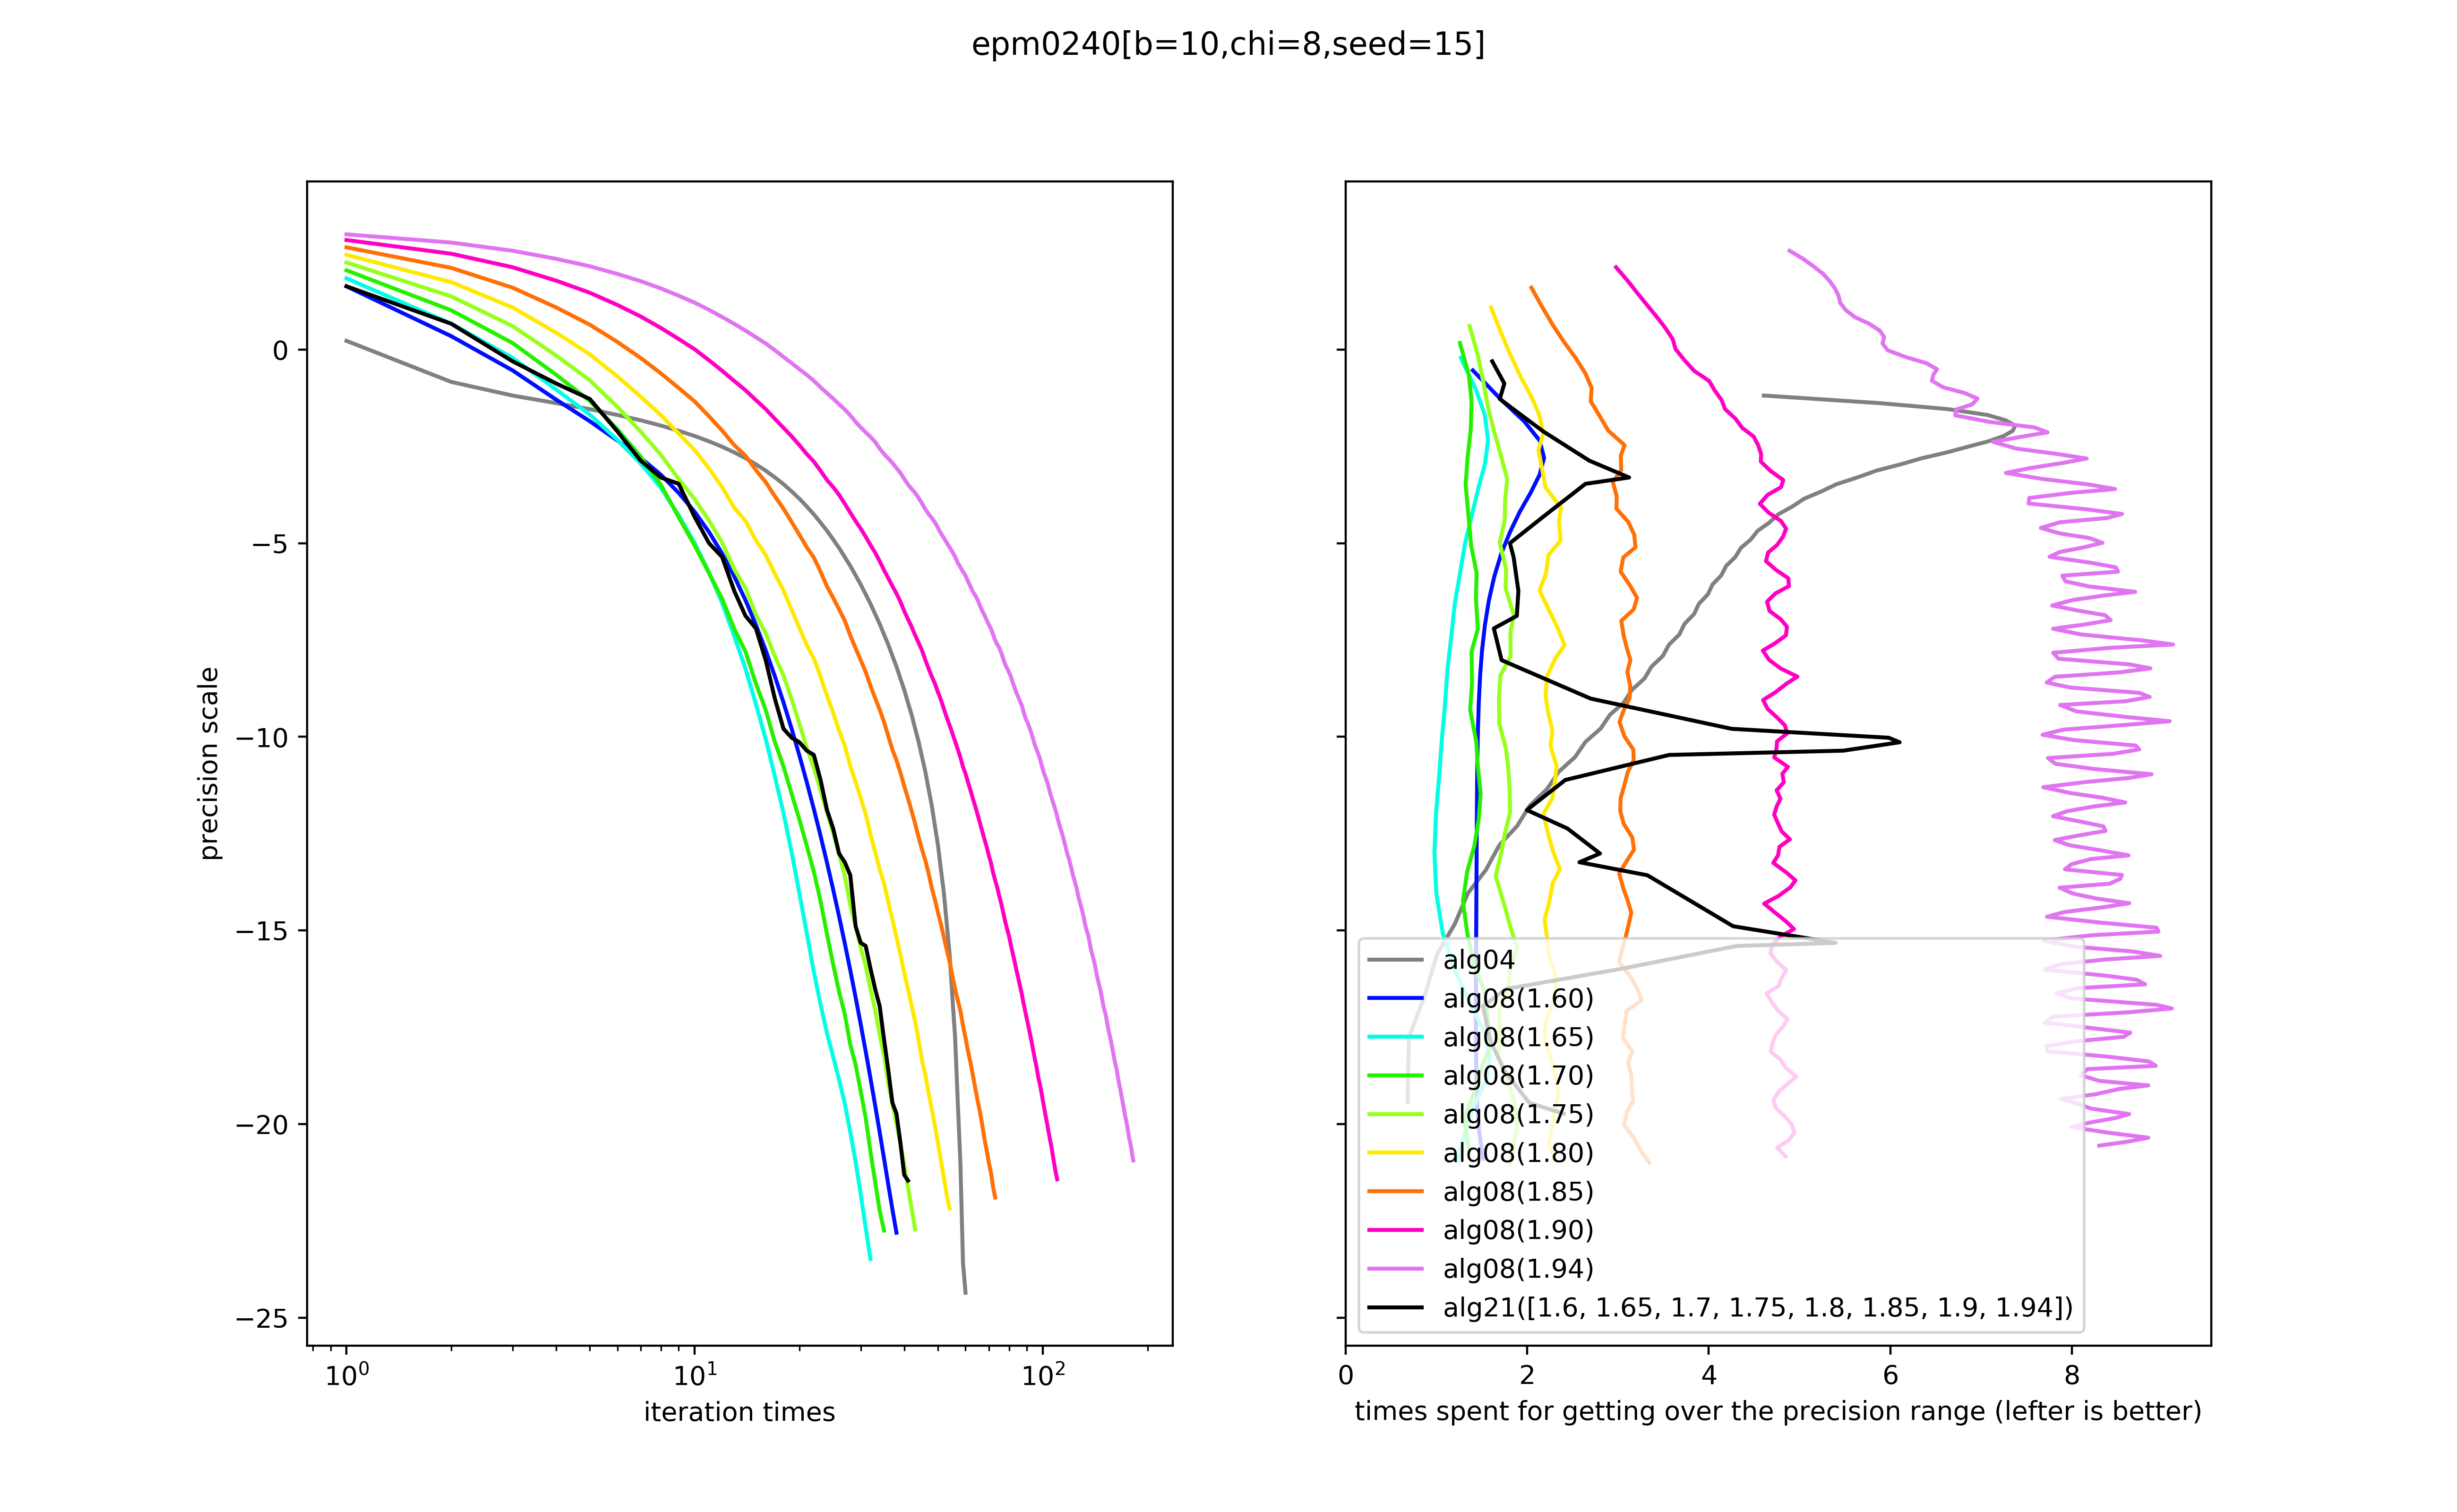 epm0240[b=10,chi=8,seed=15]
precision scale
0
−5
−10
−15
−20
−25
10⁰
10¹
10²
iteration times
alg04
alg08(1.60)
alg08(1.65)
alg08(1.70)
alg08(1.75)
alg08(1.80)
alg08(1.85)
alg08(1.90)
alg08(1.94)
alg21([1.6, 1.65, 1.7, 1.75, 1.8, 1.85, 1.9, 1.94])
0
2
4
6
8
times spent for getting over the precision range (lefter is better)